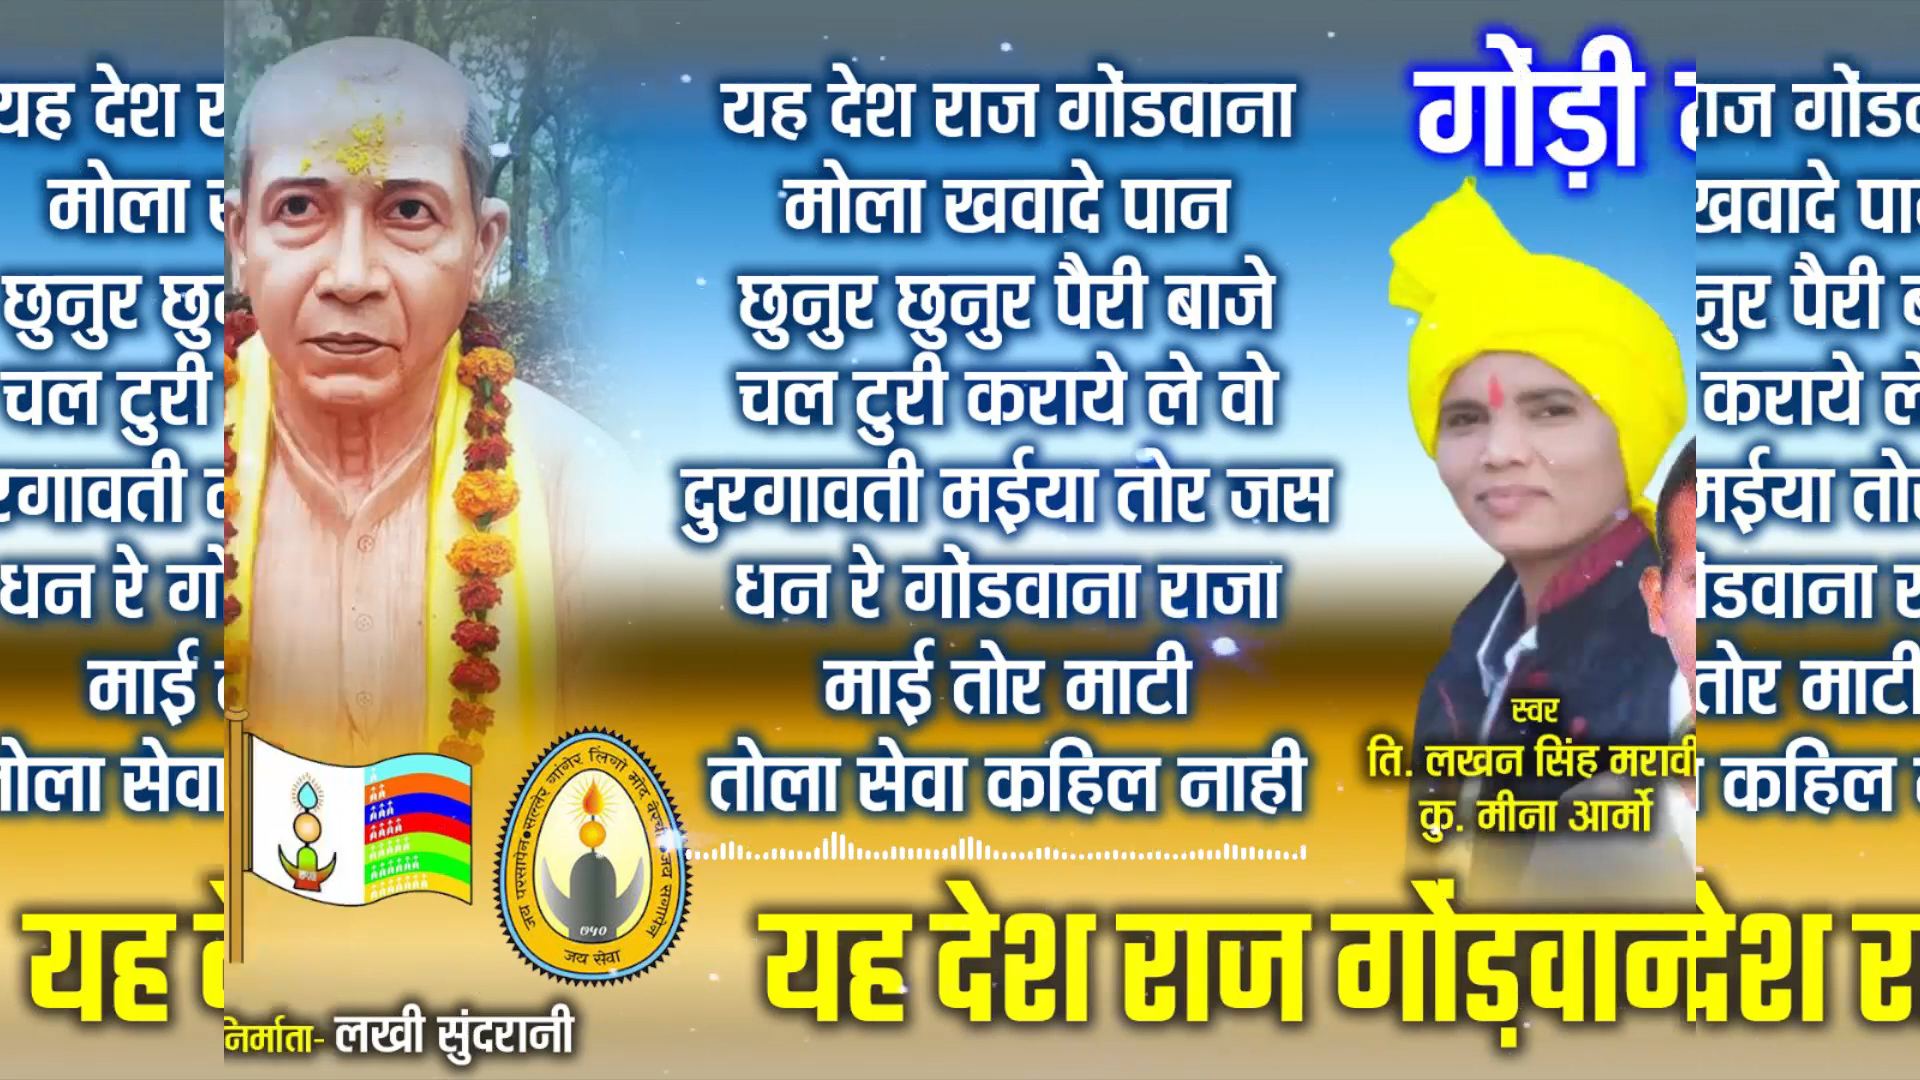 यह देश राज गोंडवाना
मोला खवादे पान
छुनुर छुनुर पैरी बाजे
चल टुरी कराये ले वो
दुरगावती मईया तोर जस
धन रे गोंडवाना राजा
माई तोर माटी
तोला सेवा कहिल नाही
गोंड़ी
स्वर
ति. लखन सिंह मरावी
कु. मीना आर्मो
जय सेवा
७५०
यह देश राज गोंड़वाना
निर्माता- लखी सुंदरानी